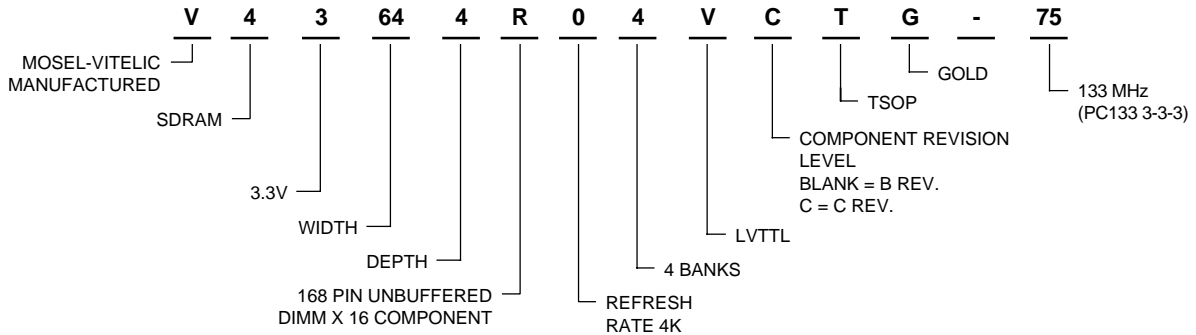 V 4 3 64 4 R 0 4 V C T G - 75
MOSEL-VITELIC
MANUFACTURED
SDRAM
3.3V
WIDTH
DEPTH
168 PIN UNBUFFERED
DIMM X 16 COMPONENT
REFRESH
RATE 4K
4 BANKS
LVTTL
COMPONENT REVISION
LEVEL
BLANK = B REV.
C = C REV.
TSOP
GOLD
133 MHz
(PC133 3-3-3)